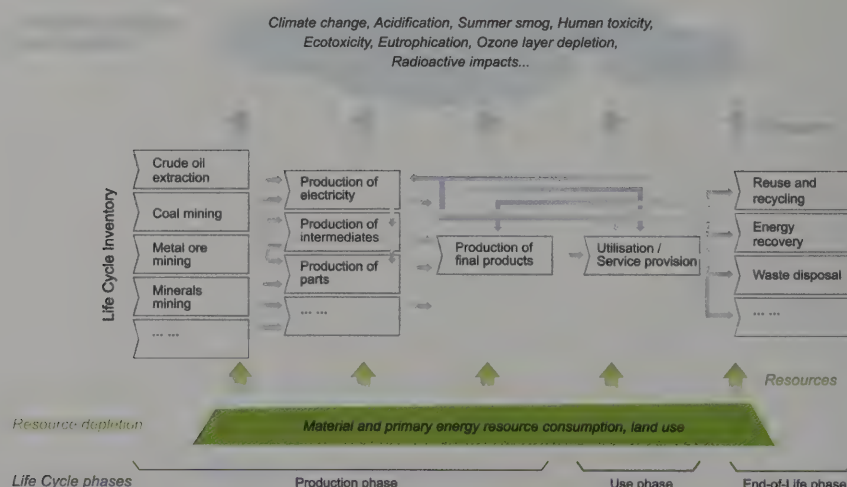 Climate change, Acidification, Summer smog, Human toxicity,
Ecotoxicity, Eutrophication, Ozone layer depletion,
Radioactive impacts...
Life Cycle Inventory
Crude oil
extraction
Coal mining
Metal ore
mining
Minerals
mining
... ...
Production of
electricity
Production of
intermediates
Production of
parts
... ...
Production of
final products
Utilisation /
Service provision
Reuse and
recycling
Energy
recovery
Waste disposal
... ...
Resources
Resource depletion
Material and primary energy resource consumption, land use
Life Cycle phases
Production phase
Use phase
End-of-Life phase